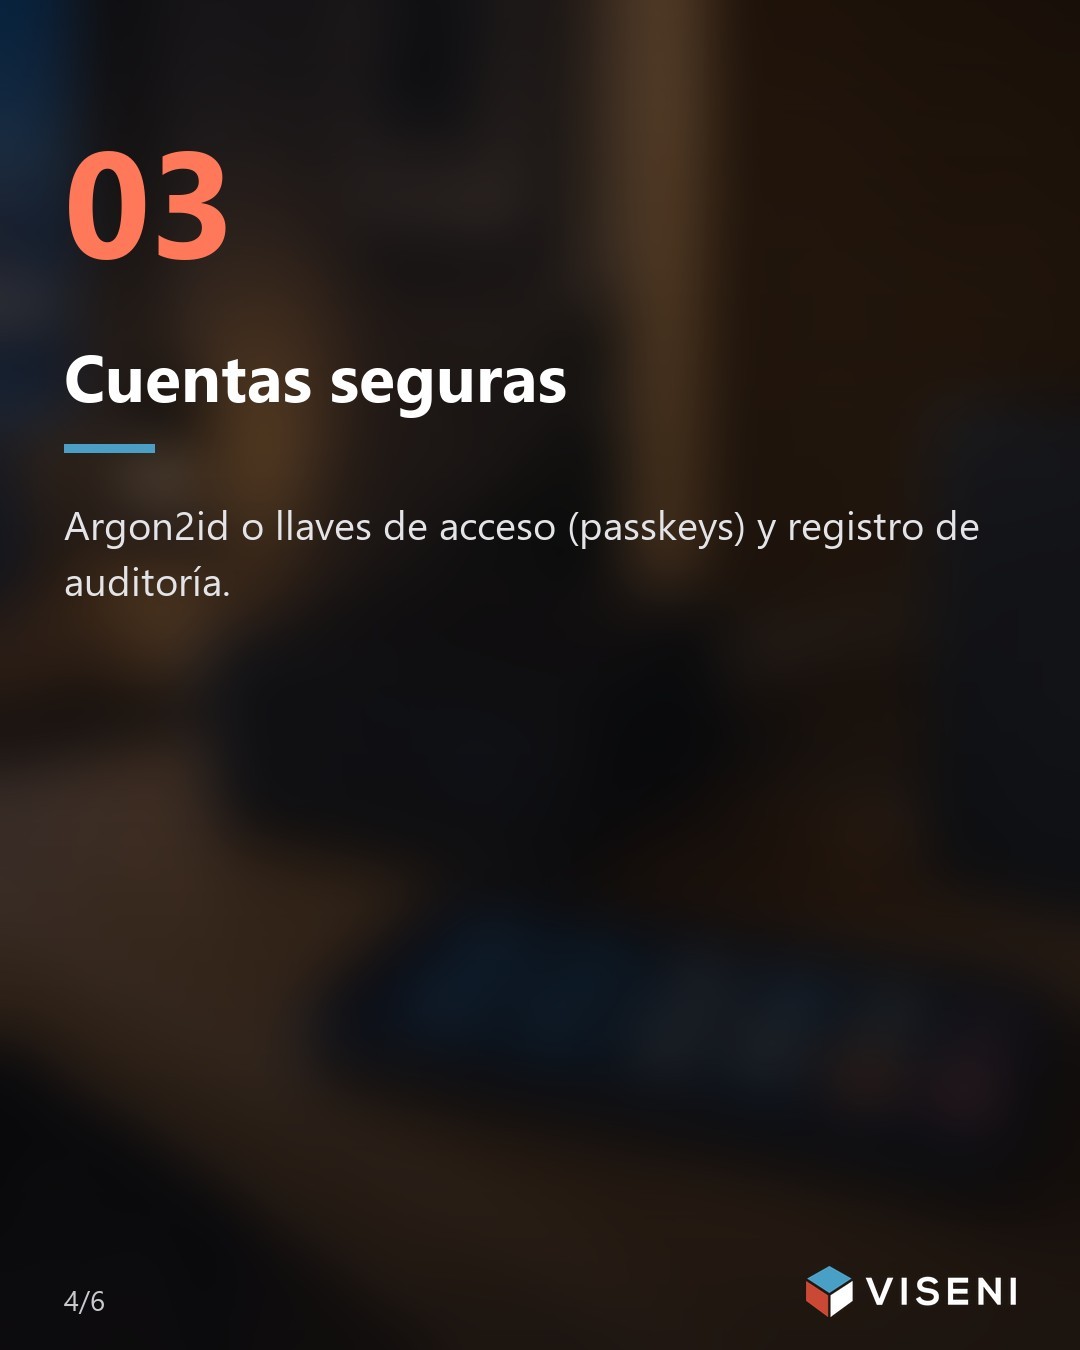 03
Cuentas seguras
Argon2id o llaves de acceso (passkeys) y registro de
auditoría.
4/6
VISENI